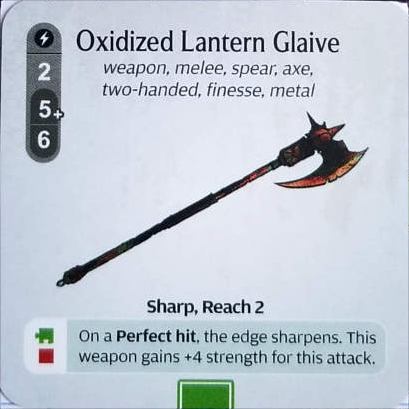 Oxidized Lantern Glaive
weapon, melee, spear, axe,
two-handed, finesse, metal
2
5+
6
Sharp, Reach 2
On a Perfect hit, the edge sharpens. This
weapon gains +4 strength for this attack.